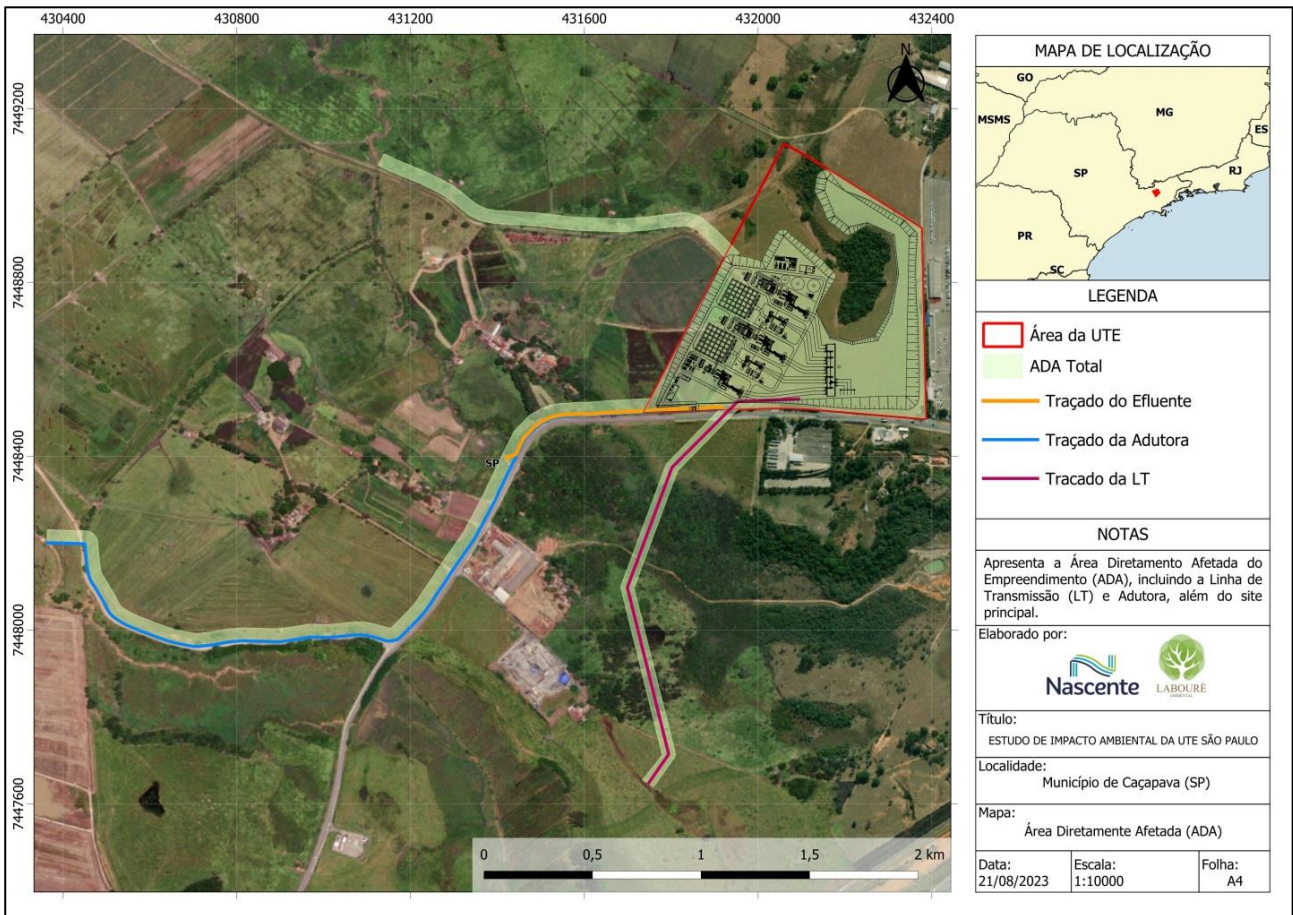 430400
430800
431200
431600
432000
432400
7449200
7448800
7448400
7448000
7447600
N
SP
0
0,5
1
1,5
2 km
MAPA DE LOCALIZAÇÃO
GO
MG
MSMS
ES
SP
RJ
PR
SC
LEGENDA
Área da UTE
ADA Total
Traçado do Efluente
Traçado da Adutora
Tracado da LT
NOTAS
Apresenta a Área Diretamento Afetada do
Empreendimento (ADA), incluindo a Linha de
Transmissão (LT) e Adutora, além do site
principal.
Elaborado por:
Nascente
LABOURÉ
AMBIENTAL
Título:
ESTUDO DE IMPACTO AMBIENTAL DA UTE SÃO PAULO
Localidade:
Município de Caçapava (SP)
Mapa:
Área Diretamente Afetada (ADA)
Data:
21/08/2023
Escala:
1:10000
Folha:
A4